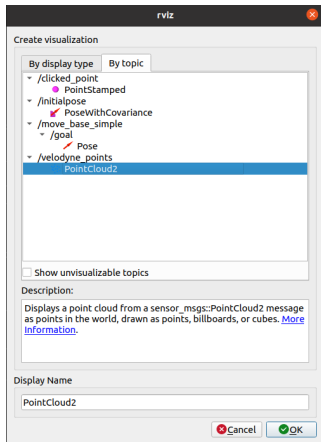 rviz
Create visualization
By display type By topic
/clicked_point
PointStamped
/initialpose
PoseWithCovariance
/move_base_simple
/goal
Pose
/velodyne_points
PointCloud2
Show unvisualizable topics
Description:
Displays a point cloud from a sensor_msgs::PointCloud2 message
as points in the world, drawn as points, billboards, or cubes. More
Information.
Display Name
PointCloud2
Cancel OK